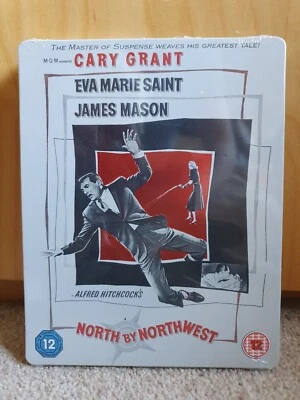 THE MASTER OF SUSPENSE WEAVES HIS GREATEST TALE!
M-G-M PRESENTS CARY GRANT
EVA MARIE SAINT
JAMES MASON
IN ALFRED HITCHCOCK'S
NORTH BY NORTHWEST
12 12